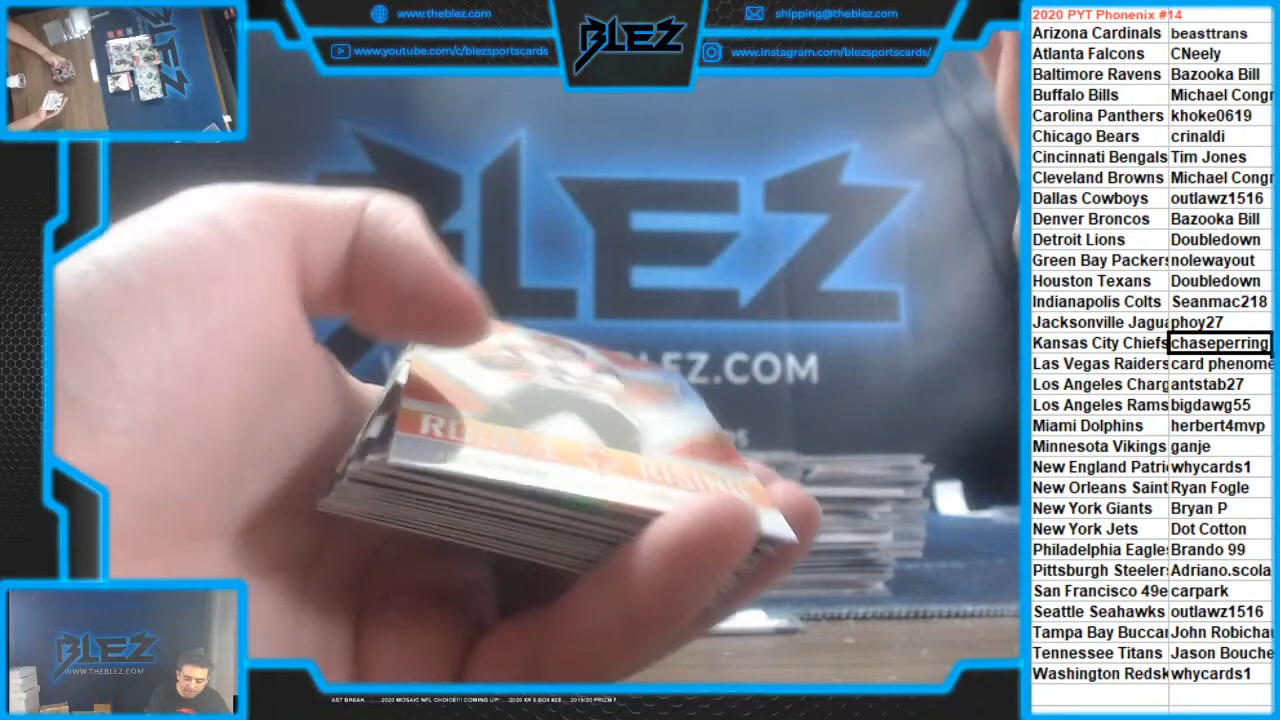 www.theblez.com
shipping@theblez.com
www.youtube.com/c/blezsportscards
www.instagram.com/blezsportscards/
BLEZ
BLEZ
.COM
BLEZ
WWW.THEBLEZ.COM
AST BREAK 2020 MOSAIC NFL CHOICE!!! COMING UP!
2020 PYT Phonenix #14
Arizona Cardinals beasttrans
Atlanta Falcons CNeely
Baltimore Ravens Bazooka Bill
Buffalo Bills Michael Congr
Carolina Panthers khoke0619
Chicago Bears crinaldi
Cincinnati Bengals Tim Jones
Cleveland Browns Michael Congr
Dallas Cowboys outlawz1516
Denver Broncos Bazooka Bill
Detroit Lions Doubledown
Green Bay Packers nolewayout
Houston Texans Doubledown
Indianapolis Colts Seanmac218
Jacksonville Jagua phoy27
Kansas City Chiefs chaseperring
Las Vegas Raiders card phenome
Los Angeles Charg antstab27
Los Angeles Rams bigdawg55
Miami Dolphins herbert4mvp
Minnesota Vikings ganje
New England Patri whycards1
New Orleans Saint Ryan Fogle
New York Giants Bryan P
New York Jets Dot Cotton
Philadelphia Eagle Brando 99
Pittsburgh Steeler Adriano.scola
San Francisco 49e carpark
Seattle Seahawks outlawz1516
Tampa Bay Buccar John Robichau
Tennessee Titans Jason Bouche
Washington Redsk whycards1